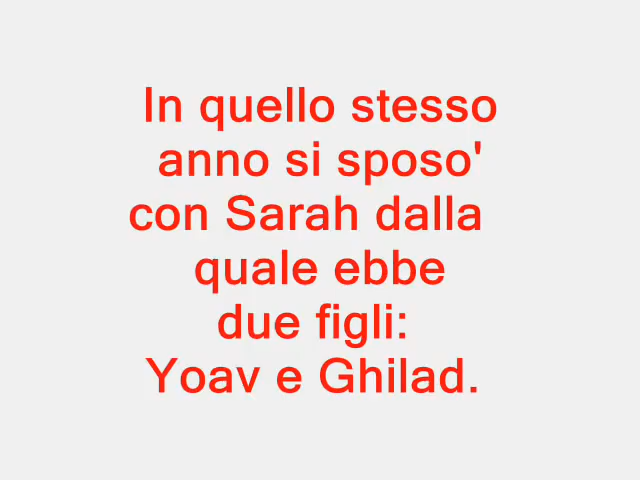 In quello stesso
anno si sposo'
con Sarah dalla
quale ebbe
due figli:
Yoav e Ghilad.